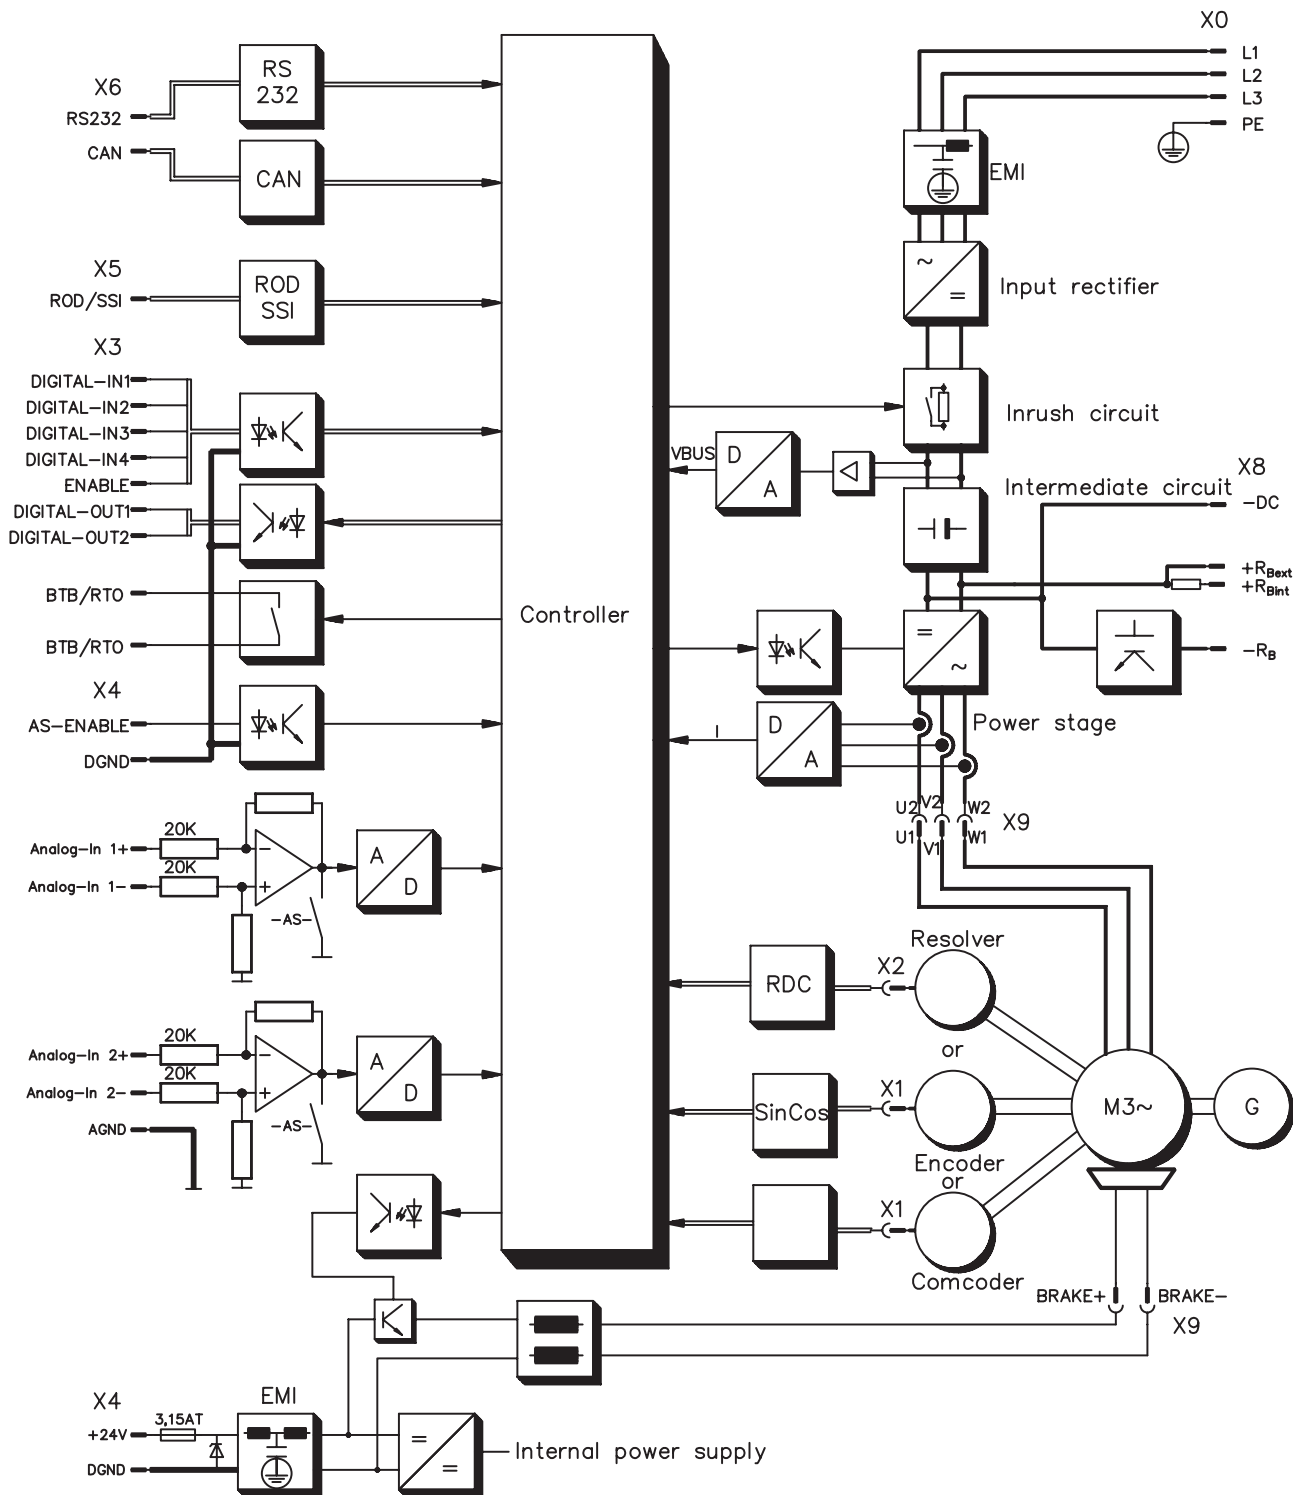 X0
L1
L2
L3
PE
X6
RS232
CAN
RS
232
CAN
EMI
X5
ROD/SSI
ROD
SSI
~
=
Input rectifier
X3
DIGITAL-IN1
DIGITAL-IN2
DIGITAL-IN3
DIGITAL-IN4
ENABLE
DIGITAL-OUT1
DIGITAL-OUT2
BTB/RTO
BTB/RTO
X4
AS-ENABLE
DGND
Controller
Inrush circuit
VBUS
D
A
Intermediate circuit
X8
-DC
+RBext
+RBint
-RB
=
~
Power stage
I
D
A
U2
V2
W2
X9
U1
V1
W1
Analog-In 1+
20K
Analog-In 1-
20K
-
+
-AS-
A
D
Analog-In 2+
20K
Analog-In 2-
20K
-
+
-AS-
A
D
AGND
Resolver
RDC
X2
or
SinCos
X1
Encoder
or
X1
Comcoder
M3~
G
BRAKE+
BRAKE-
X9
X4
+24V
3,15AT
DGND
EMI
=
=
Internal power supply